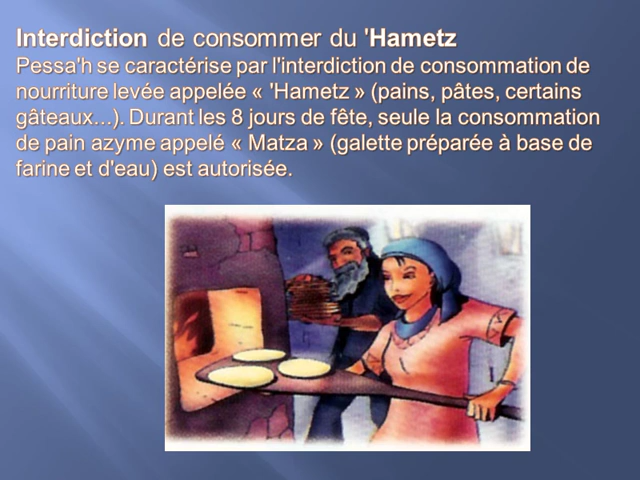 Interdiction de consommer du 'Hametz
Pessa'h se caractérise par l'interdiction de consommation de
nourriture levée appelée « 'Hametz » (pains, pâtes, certains
gâteaux...). Durant les 8 jours de fête, seule la consommation
de pain azyme appelé « Matza » (galette préparée à base de
farine et d'eau) est autorisée.